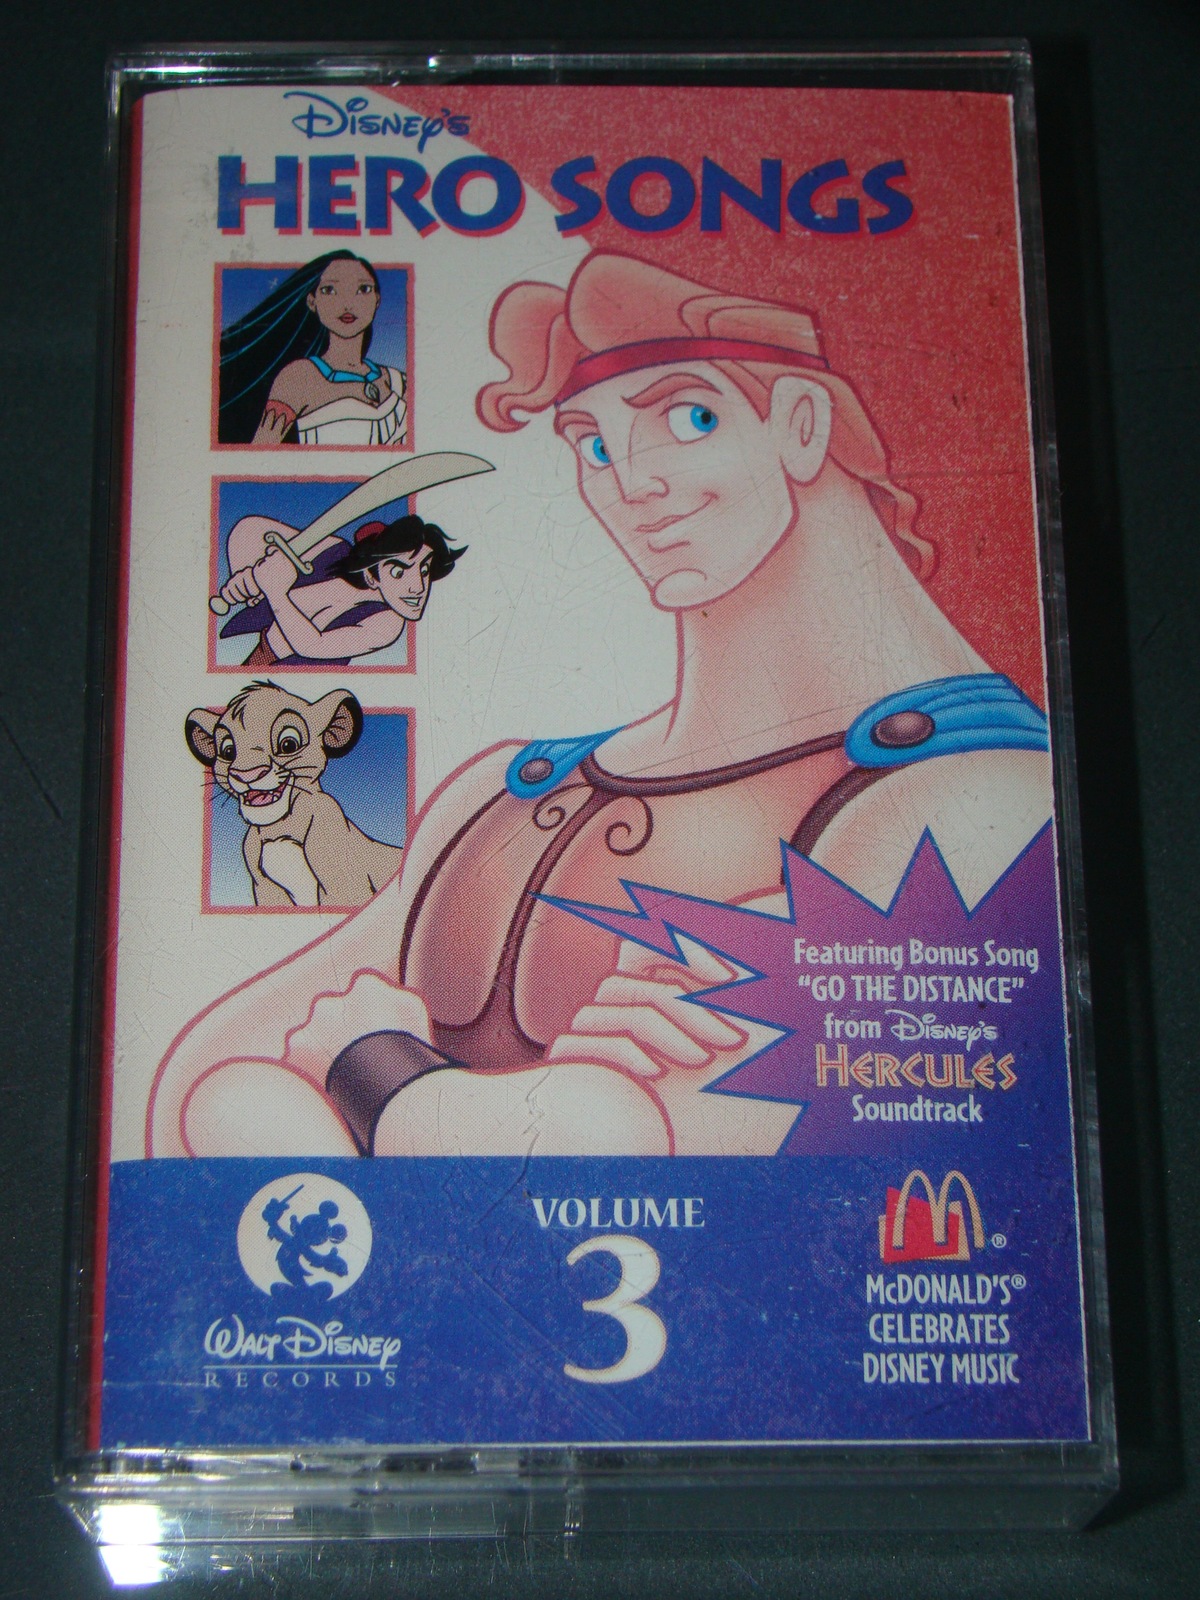 Disney's
HERO SONGS
Featuring Bonus Song
"GO THE DISTANCE"
from Disney's
HERCULES
Soundtrack
VOLUME
3
WALT DISNEY
RECORDS
M®
McDONALD'S®
CELEBRATES
DISNEY MUSIC